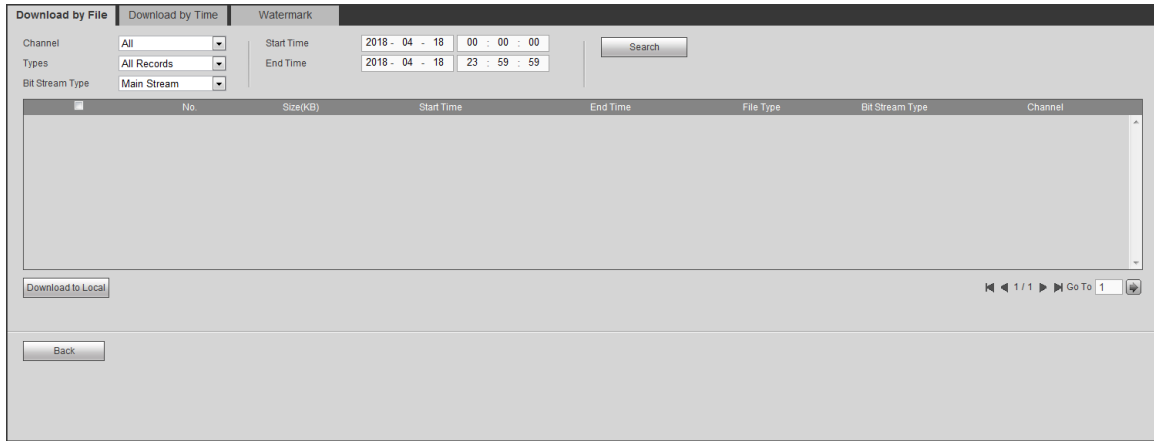 Download by File Download by Time Watermark
Channel All Start Time 2018 - 04 - 18 00 : 00 : 00 Search
Types All Records End Time 2018 - 04 - 18 23 : 59 : 59
Bit Stream Type Main Stream
No. Size(KB) Start Time End Time File Type Bit Stream Type Channel
Download to Local 1 / 1 Go To 1
Back